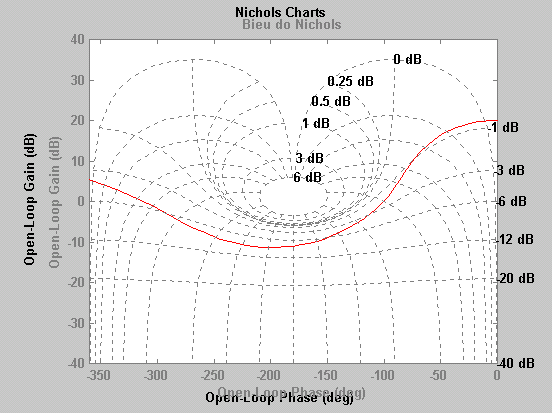 Nichols Charts
Bieu do Nichols
40
30
20
10
0
-10
-20
-30
-40
Open-Loop Gain (dB)
Open-Loop Gain (dB)
0 dB
0.25 dB
0.5 dB
1 dB
3 dB
6 dB
-1 dB
-3 dB
-6 dB
-12 dB
-20 dB
-40 dB
-350
-300
-250
-200
-150
-100
-50
0
Open-Loop Phase (deg)
Open-Loop Phase (deg)